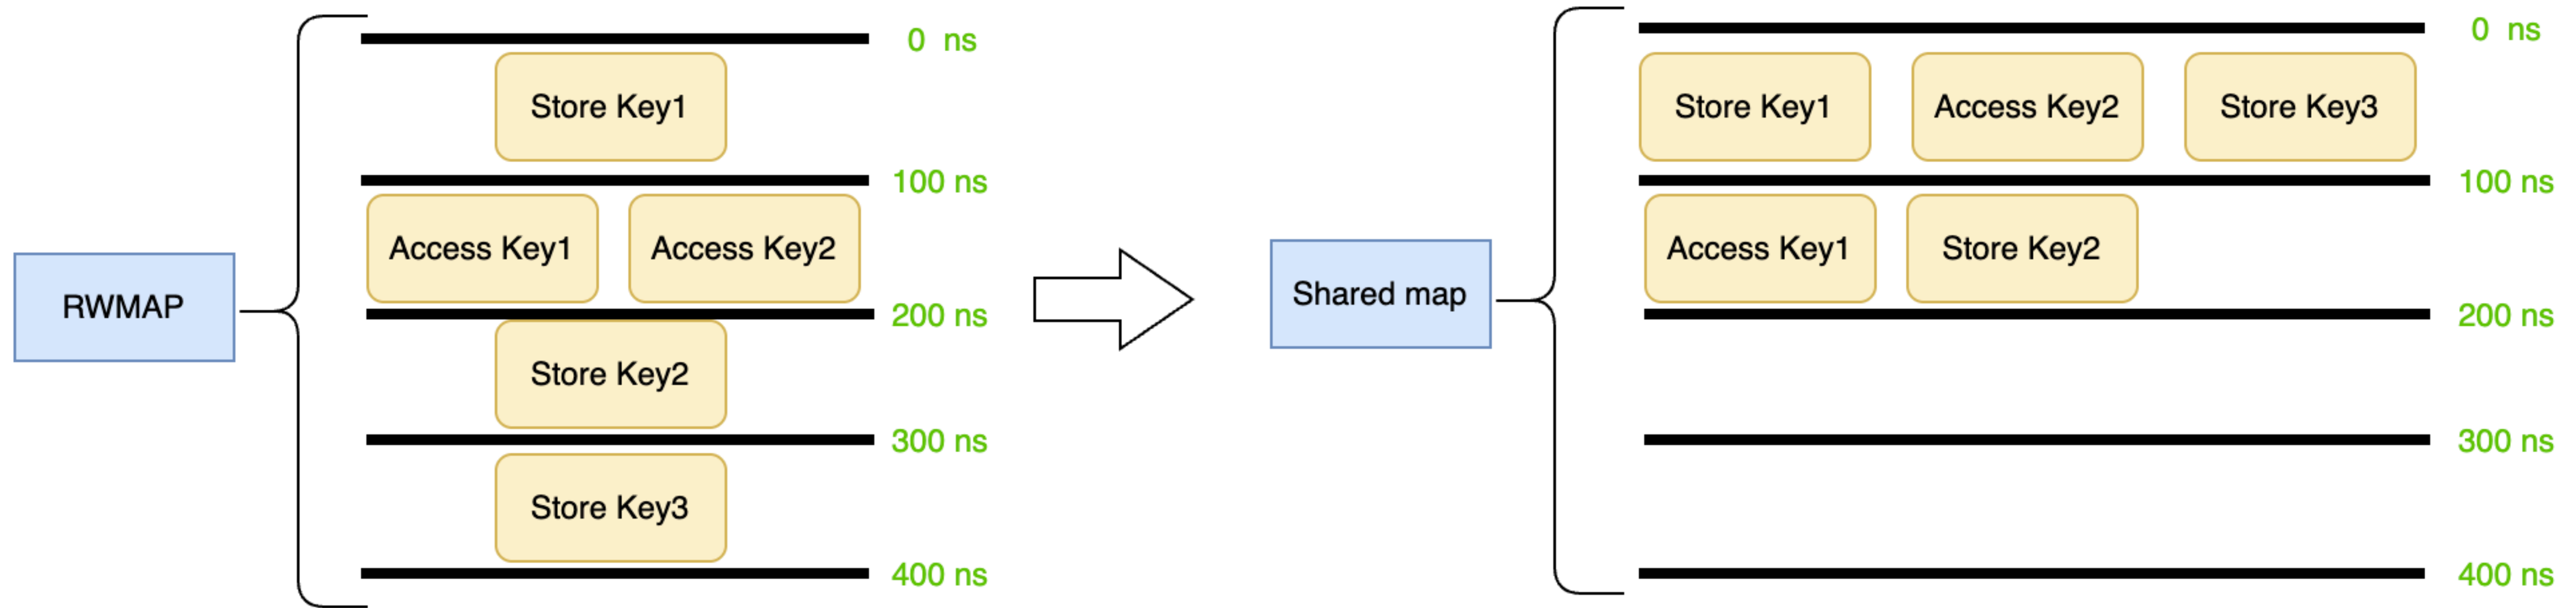 RWMAP
0 ns
Store Key1
100 ns
Access Key1
Access Key2
200 ns
Store Key2
300 ns
Store Key3
400 ns
Shared map
0 ns
Store Key1
Access Key2
Store Key3
100 ns
Access Key1
Store Key2
200 ns
300 ns
400 ns